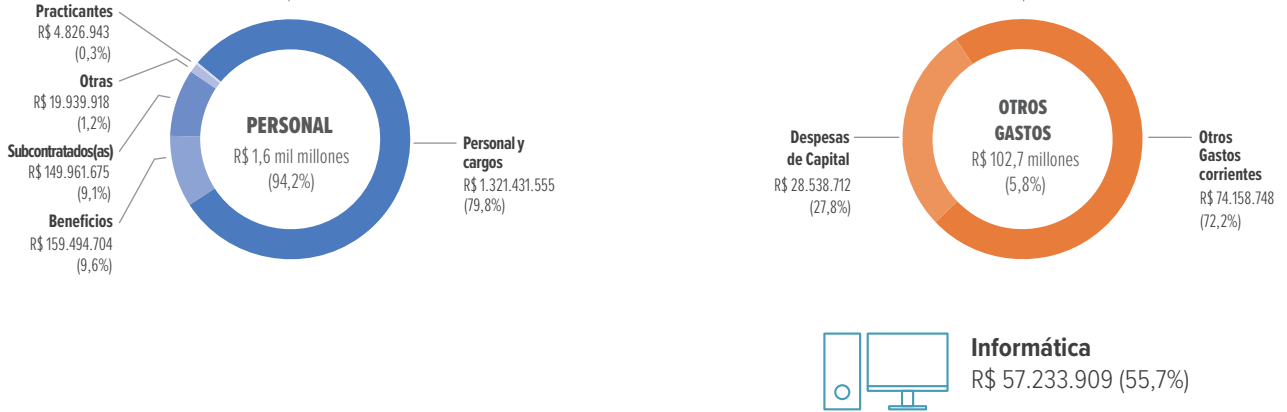 Practicantes
R$ 4.826.943
(0,3%)
Otras
R$ 19.939.918
(1,2%)
Subcontratados(as)
R$ 149.961.675
(9,1%)
Beneficios
R$ 159.494.704
(9,6%)
PERSONAL
R$ 1,6 mil millones
(94,2%)
Personal y
cargos
R$ 1.321.431.555
(79,8%)
Despesas
de Capital
R$ 28.538.712
(27,8%)
OTROS
GASTOS
R$ 102,7 millones
(5,8%)
Otros
Gastos
corrientes
R$ 74.158.748
(72,2%)
Informática
R$ 57.233.909 (55,7%)